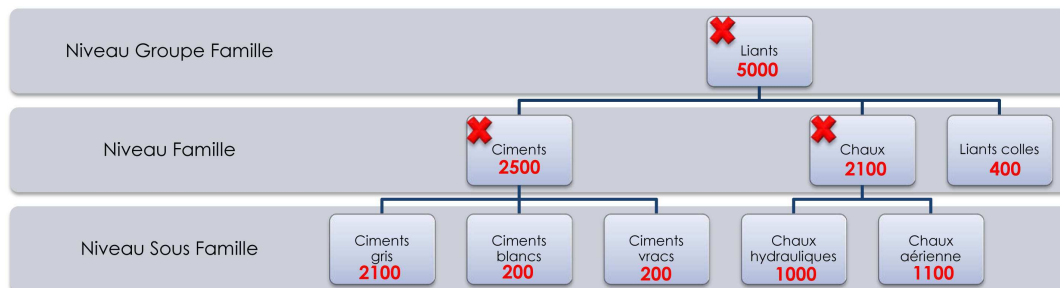 Niveau Groupe Famille
Liants
5000
Niveau Famille
Ciments
2500
Chaux
2100
Liants colles
400
Niveau Sous Famille
Ciments
gris
2100
Ciments
blancs
200
Ciments
vracs
200
Chaux
hydrauliques
1000
Chaux
aérienne
1100